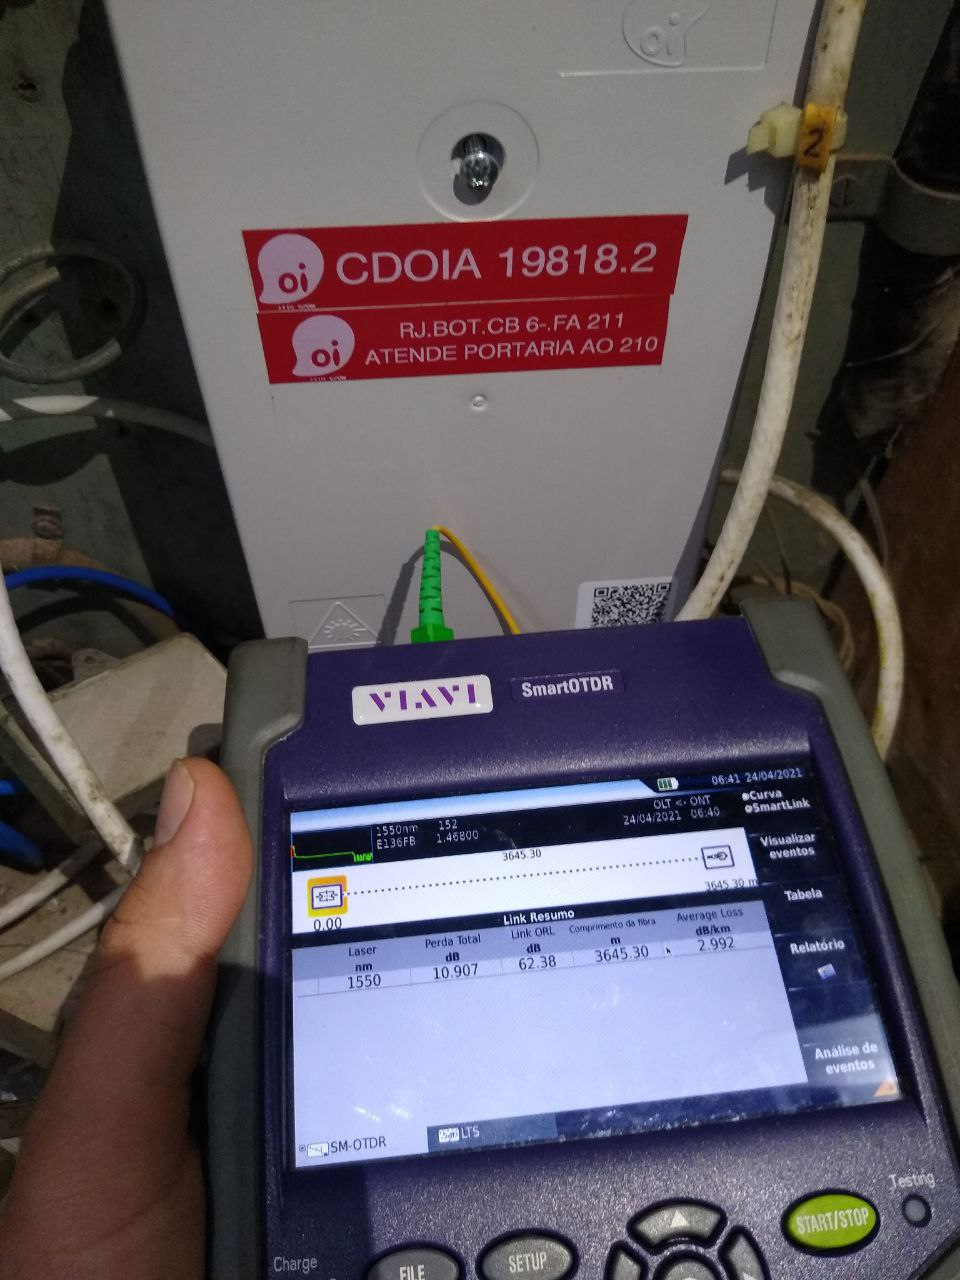 oi
2
oi CDOIA 19818.2
oi RJ.BOT.CB 6-.FA 211
ATENDE PORTARIA AO 210
VIAVI SmartOTDR
06:41 24/04/2021
1550nm 152 OLT <- ONT
E136FB 1.46800 24/04/2021 06:40
Curva
SmartLink
Visualizar
eventos
3645.30
0.00 3645.30 m
Tabela
Link Resumo
Laser Perda Total Link ORL Comprimento da fibra Average Loss
nm dB dB m dB/km
1550 10.907 62.38 3645.30 2.992
Relatório
Análise de
eventos
SM-OTDR LTS
Testing
START/STOP
Charge FILE SETUP